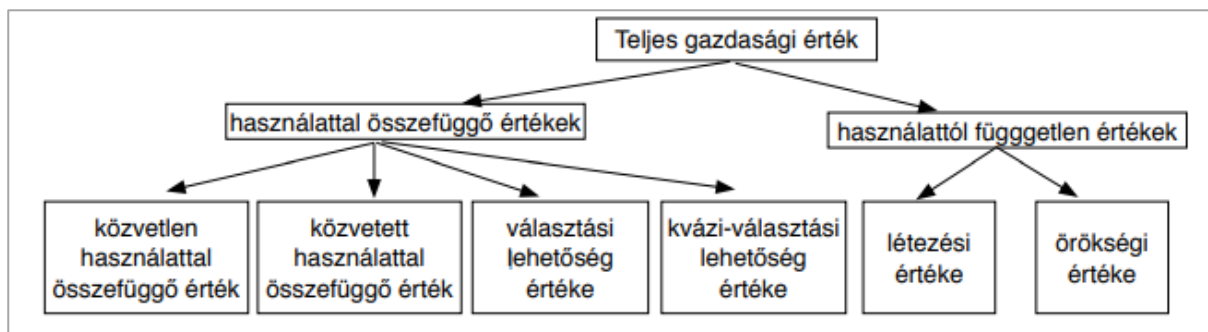 Teljes gazdasági érték
használattal összefüggő értékek
használattól függgetlen értékek
közvetlen
használattal
összefüggő érték
közvetett
használattal
összefüggő érték
választási
lehetőség
értéke
kvázi-választási
lehetőség
értéke
létezési
értéke
örökségi
értéke